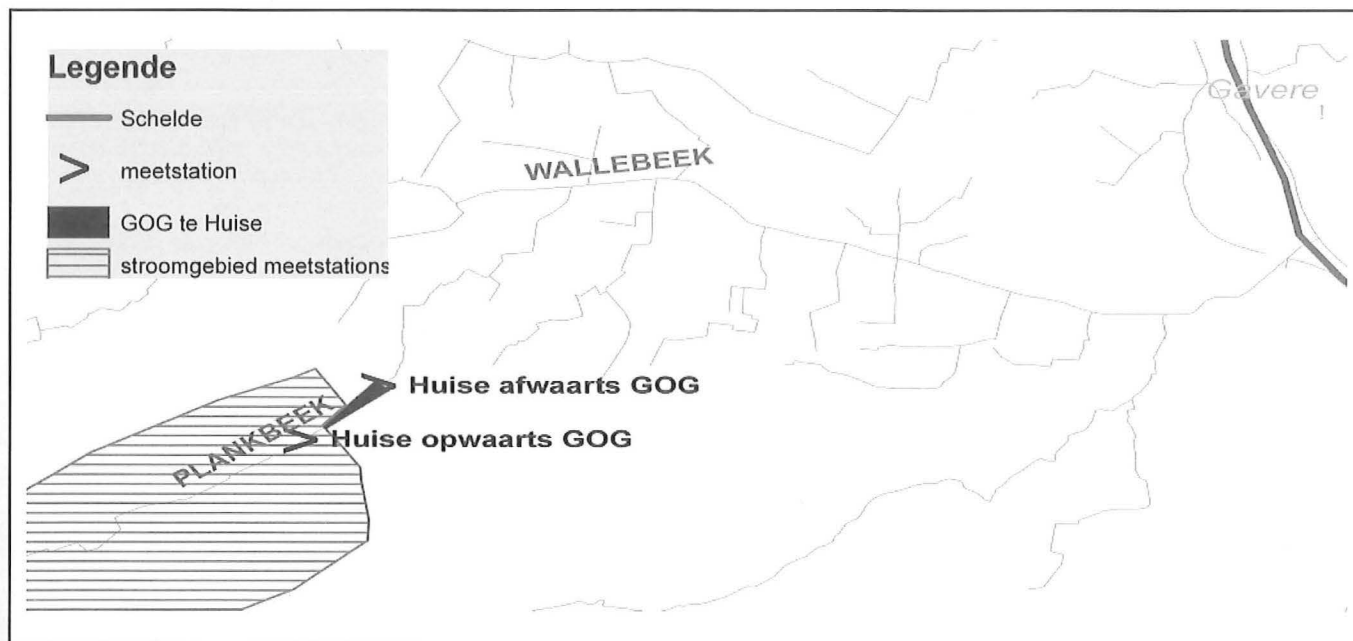 Legende
Schelde
meetstation
GOG te Huise
stroomgebied meetstations
WALLEBEEK
Gavere
Huise afwaarts GOG
PLANKBEEK
Huise opwaarts GOG